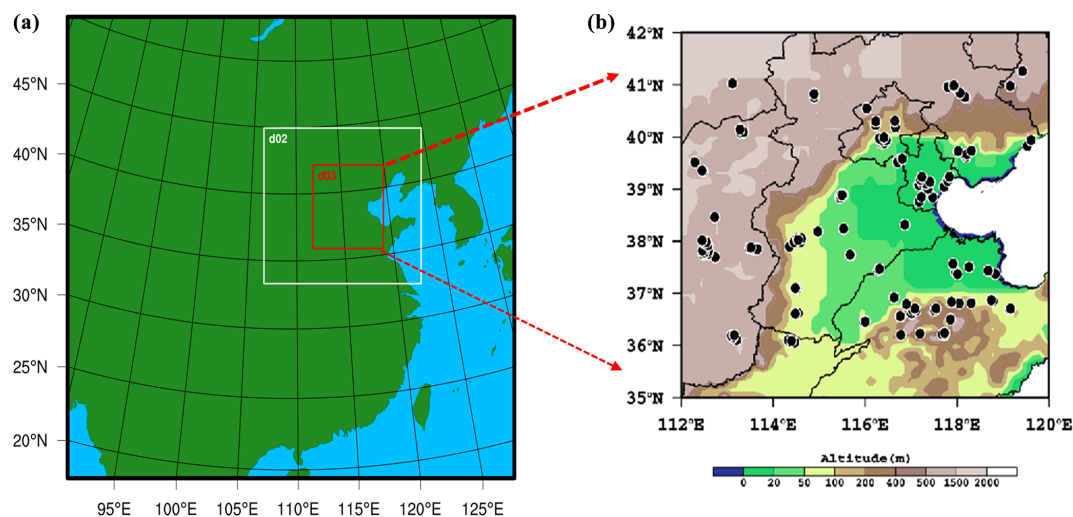 (a)
(b)
45°N
40°N
35°N
30°N
25°N
20°N
95°E 100°E 105°E 110°E 115°E 120°E 125°E
d02
d03
42°N
41°N
40°N
39°N
38°N
37°N
36°N
35°N
112°E 114°E 116°E 118°E 120°E
Altitude(m)
0 20 50 100 200 400 500 1500 2000